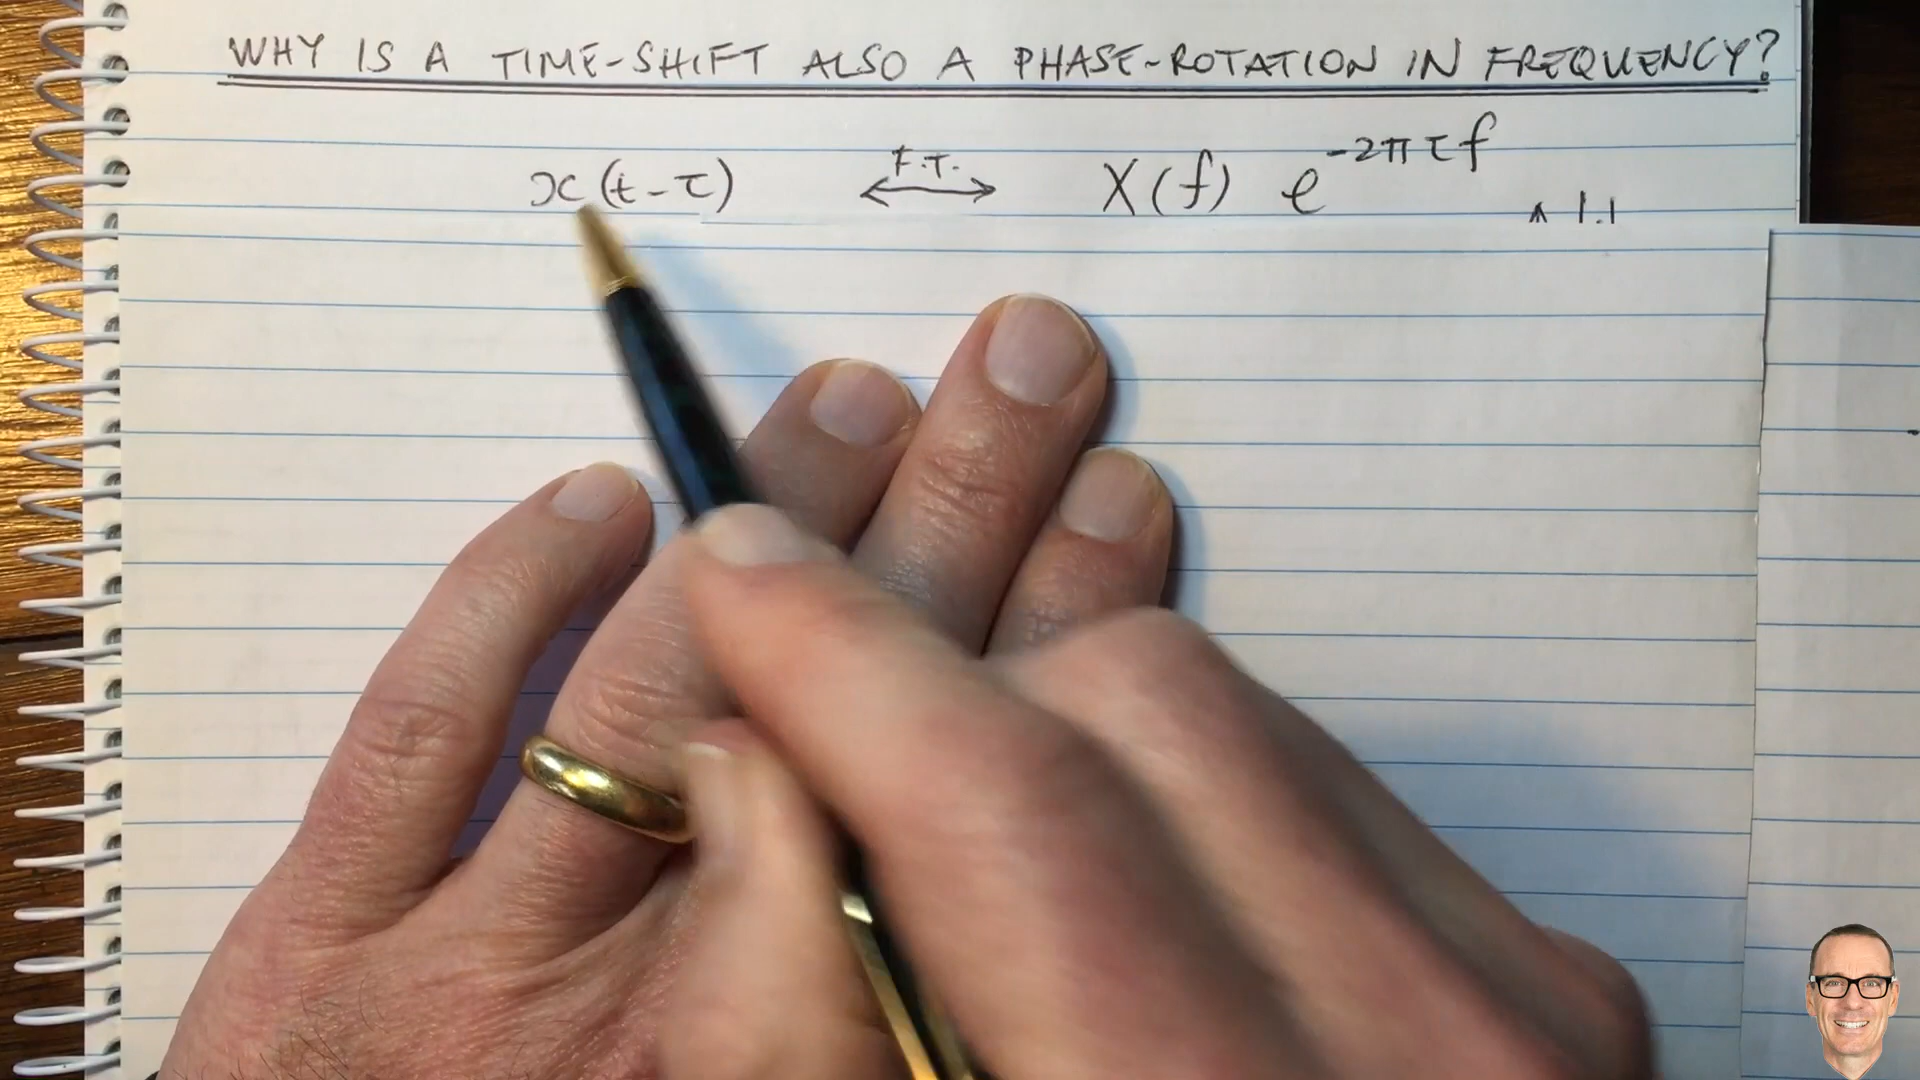 WHY IS A TIME-SHIFT ALSO A PHASE-ROTATION IN FREQUENCY?
x(t-τ) F.T. ↔ X(f) e^{-2πτf}